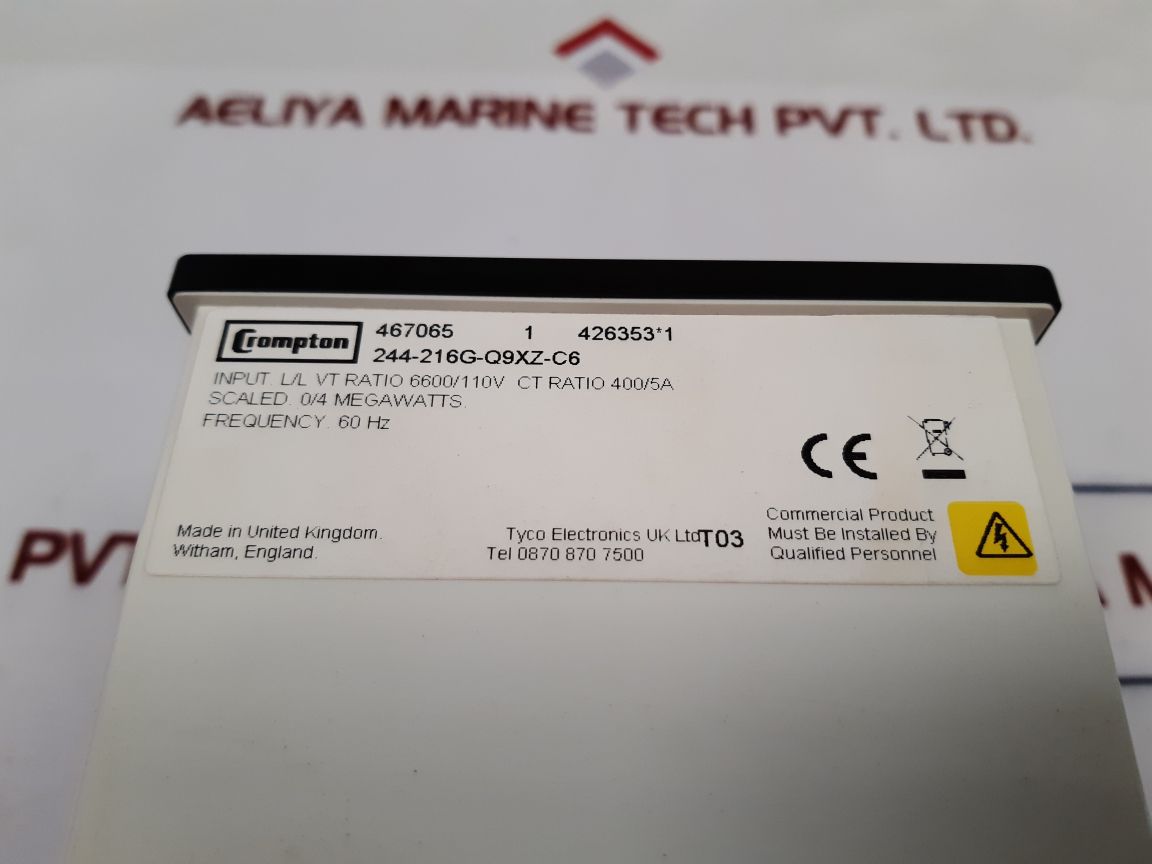 AELIYA MARINE TECH PVT. LTD.
Crompton
467065 1 426353*1
244-216G-Q9XZ-C6
INPUT. L/L VT RATIO 6600/110V CT RATIO 400/5A
SCALED. 0/4 MEGAWATTS.
FREQUENCY. 60 Hz
CE
Made in United Kingdom.
Witham, England.
Tyco Electronics UK Ltd
Tel 0870 870 7500
T03
Commercial Product
Must Be Installed By
Qualified Personnel
PVT
A M